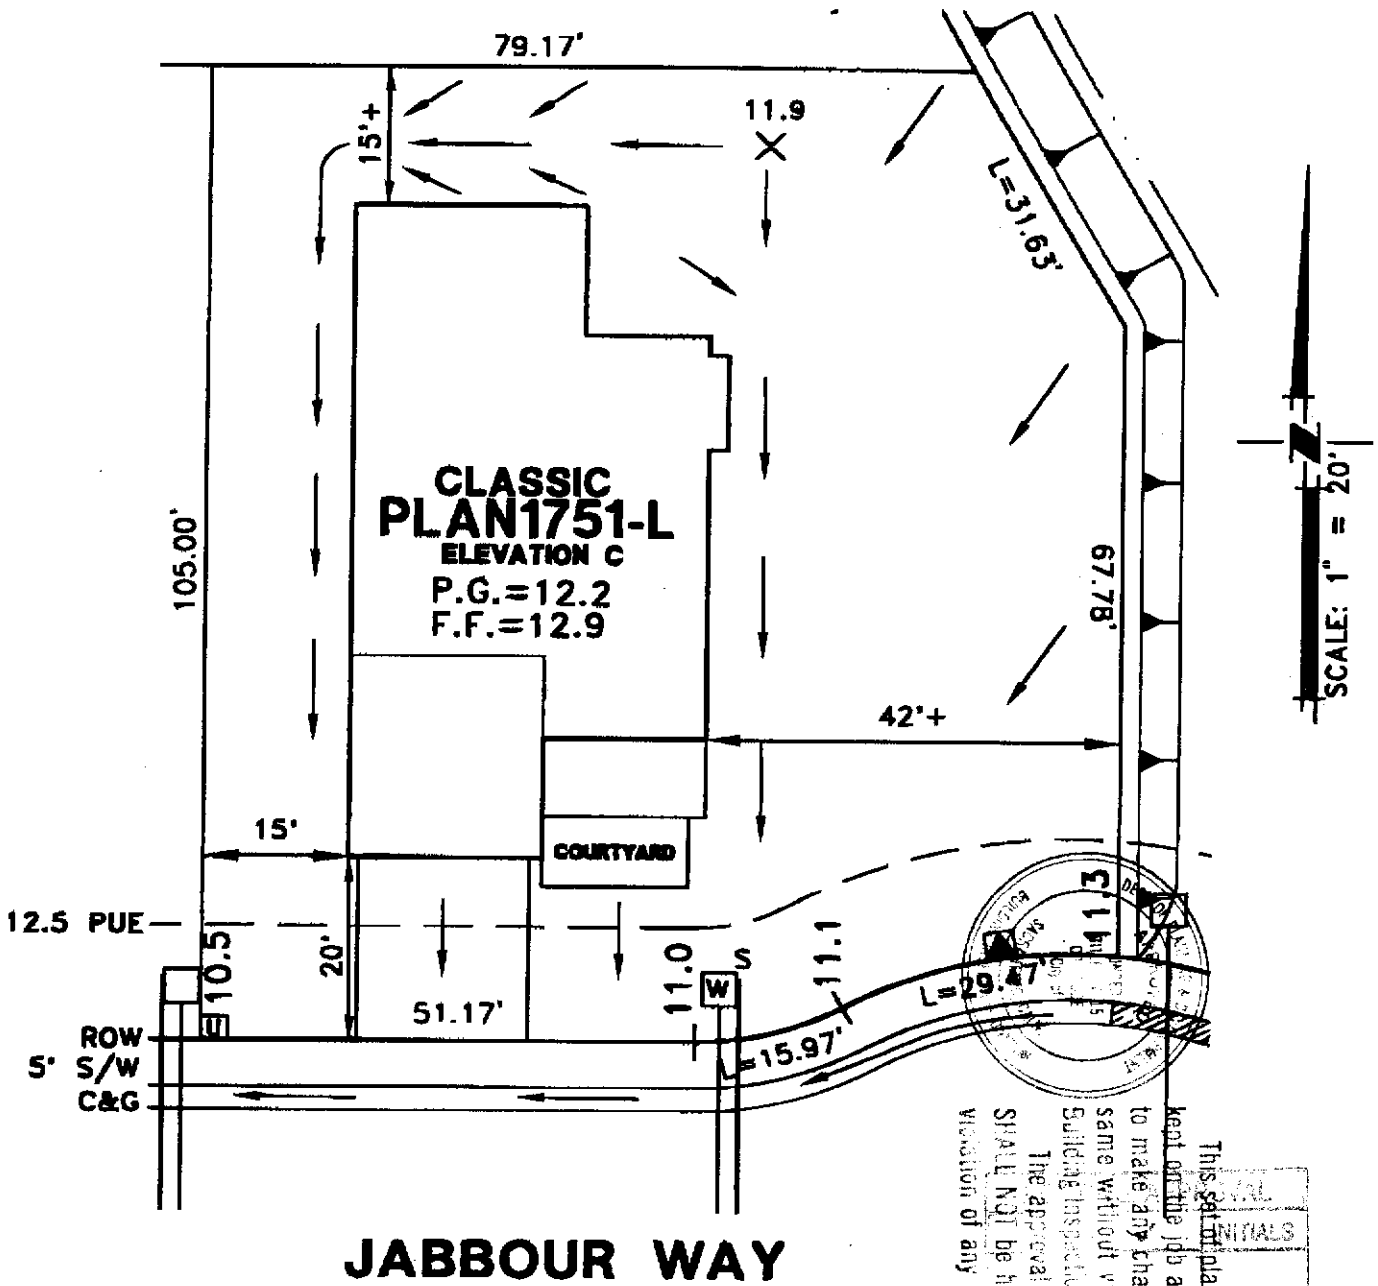 79.17'
15'+
11.9
L=31.63'
105.00'
CLASSIC
PLAN1751-L
ELEVATION C
P.G.=12.2
F.F.=12.9
67.78'
SCALE: 1" = 20'
42'+
15'
COURTYARD
12.5 PUE
10.5
20'
51.17'
11.0
W
S
11.1
11.3
L=29.47'
L=15.97'
ROW
5' S/W
C&G
This set of pla
kept on the job a
to make any cha
same without w
Building Inspectio
The approval
SHALL NOT be h
violation of any
INITIALS
JABBOUR WAY